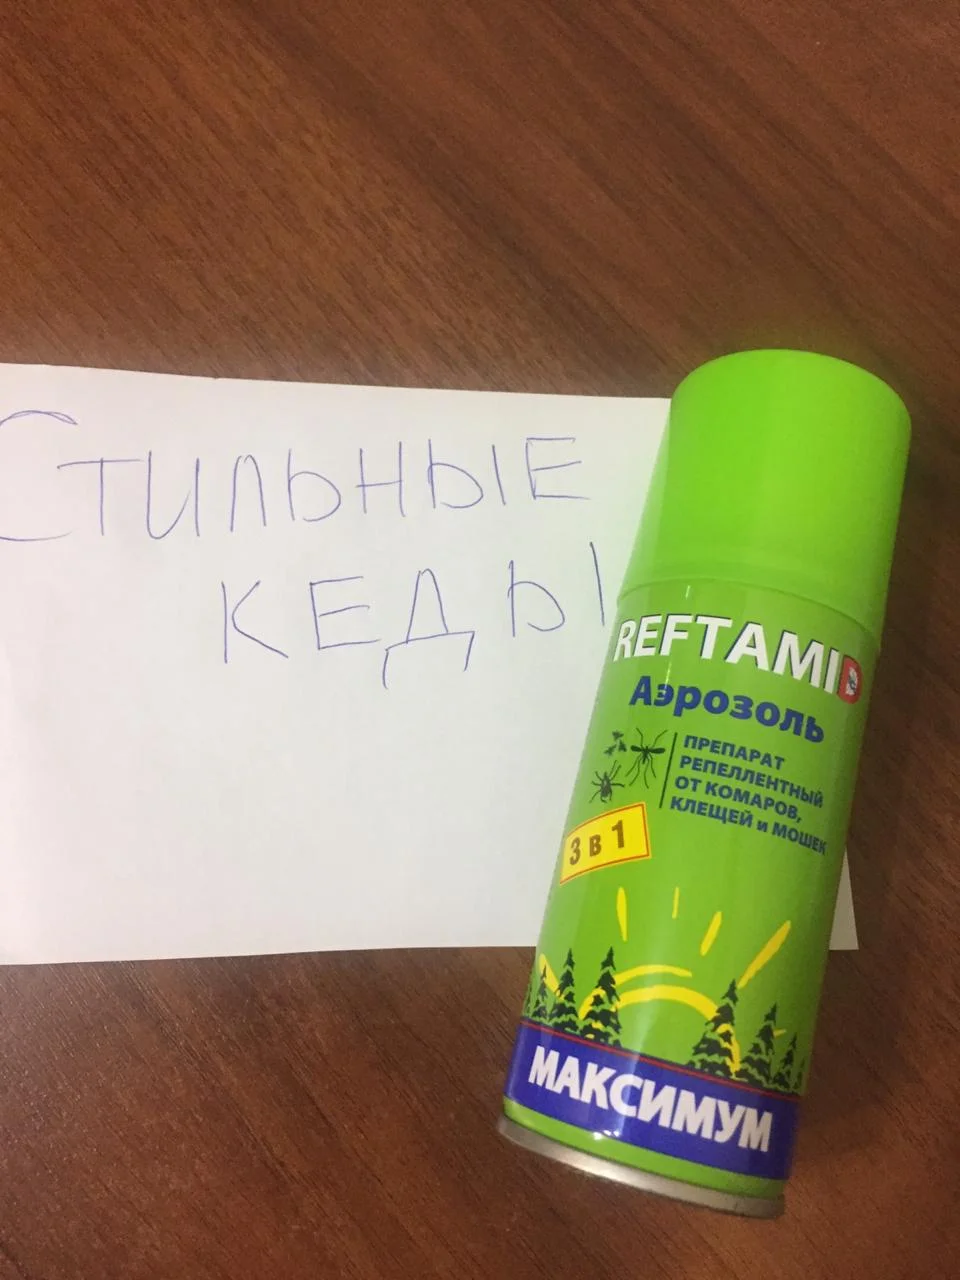 Стильные
кеды
REFTAMID
Аэрозоль
ПРЕПАРАТ
РЕПЕЛЛЕНТНЫЙ
ОТ КОМАРОВ,
КЛЕЩЕЙ и МОШЕК
3 в 1
МАКСИМУМ